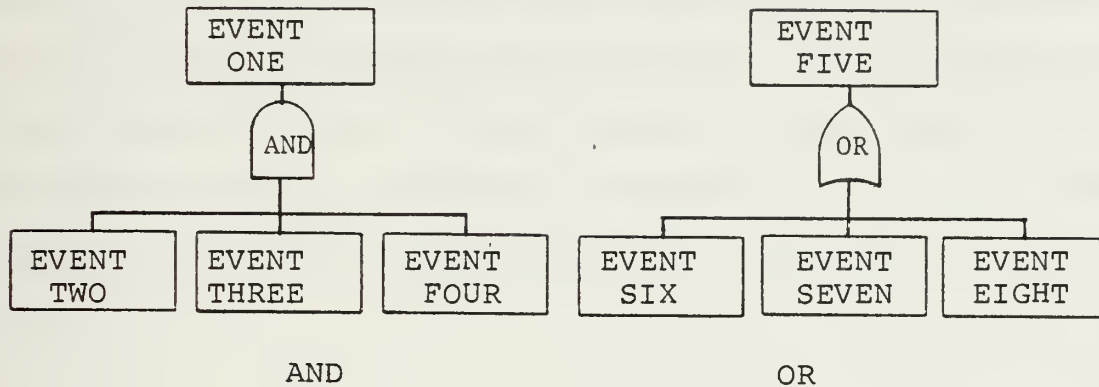 EVENT
ONE
AND
EVENT
TWO
EVENT
THREE
EVENT
FOUR
AND
EVENT
FIVE
OR
EVENT
SIX
EVENT
SEVEN
EVENT
EIGHT
OR